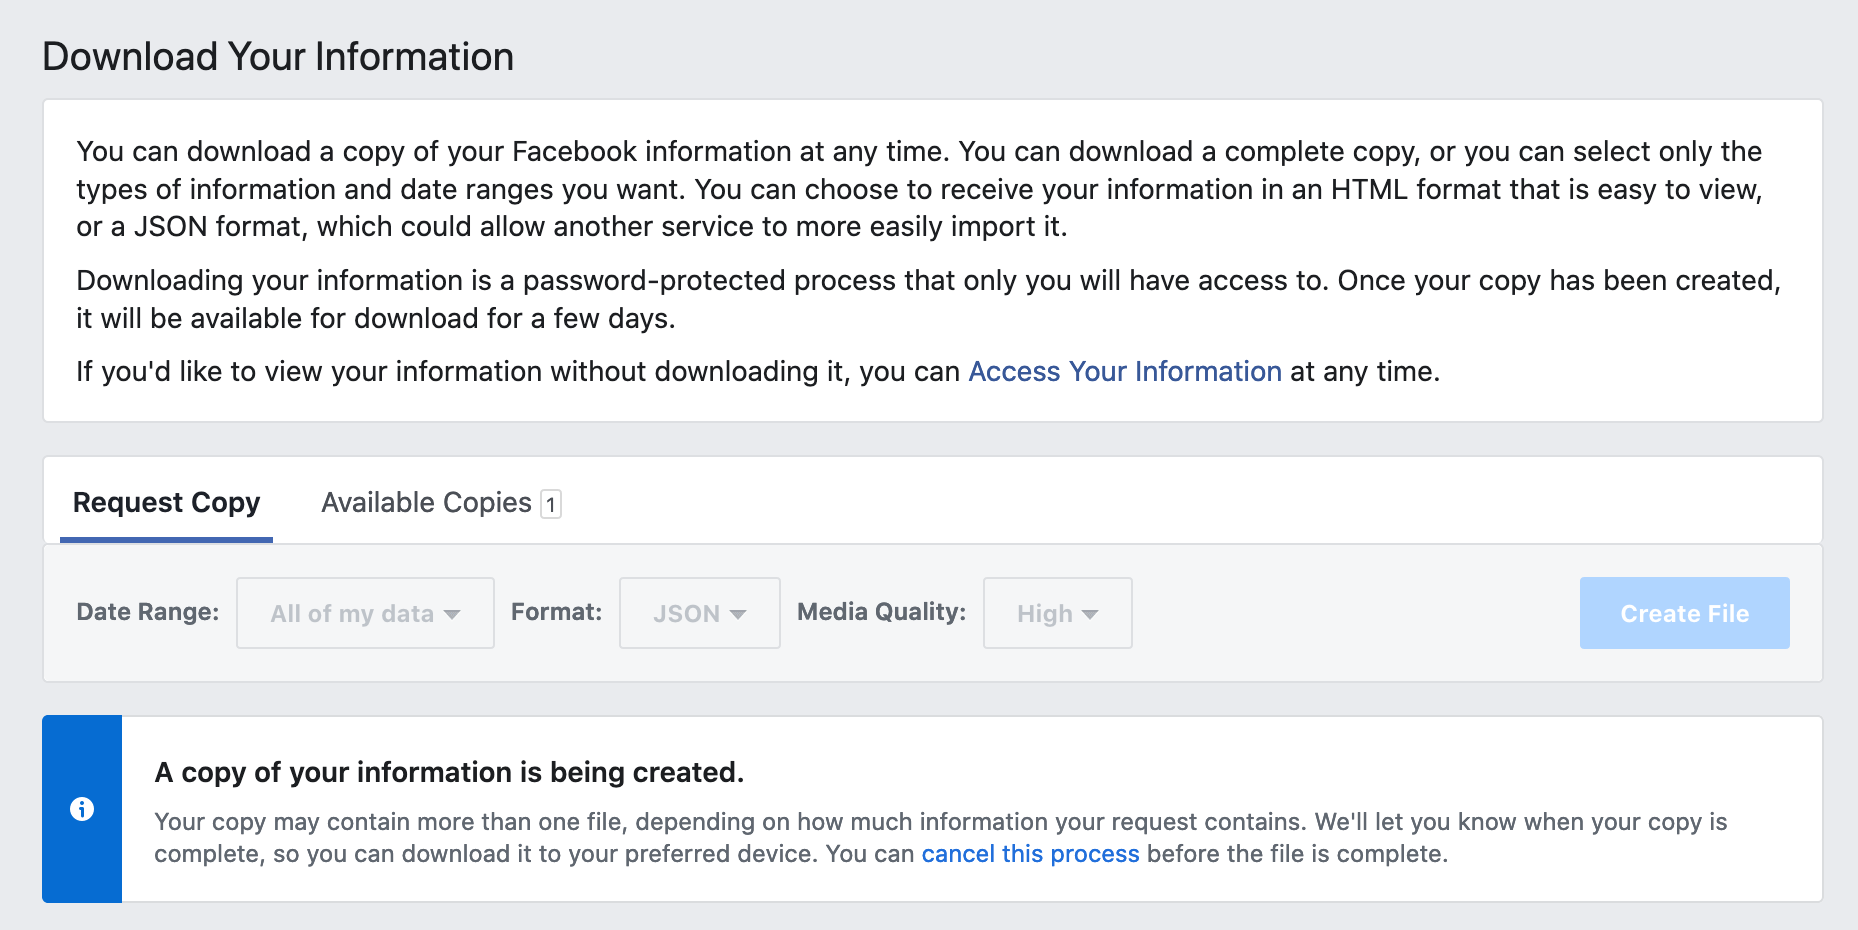 Download Your Information
You can download a copy of your Facebook information at any time. You can download a complete copy, or you can select only the
types of information and date ranges you want. You can choose to receive your information in an HTML format that is easy to view,
or a JSON format, which could allow another service to more easily import it.
Downloading your information is a password-protected process that only you will have access to. Once your copy has been created,
it will be available for download for a few days.
If you'd like to view your information without downloading it, you can Access Your Information at any time.
Request Copy Available Copies 1
Date Range: All of my data Format: JSON Media Quality: High Create File
A copy of your information is being created.
Your copy may contain more than one file, depending on how much information your request contains. We'll let you know when your copy is
complete, so you can download it to your preferred device. You can cancel this process before the file is complete.